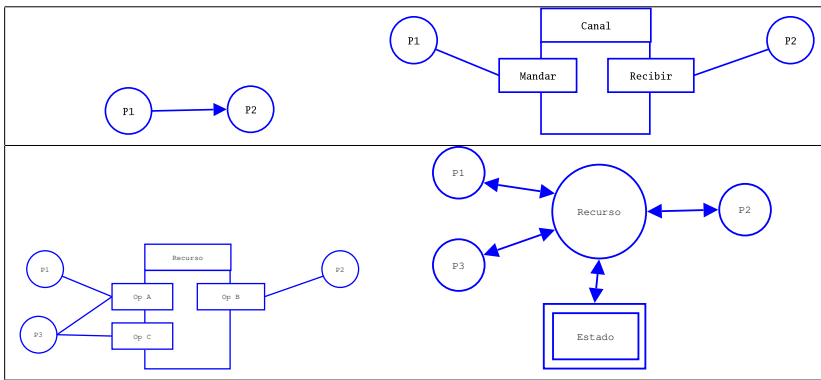 P1
P2
Canal
P1
P2
Mandar
Recibir
Recurso
P1
P2
Op A
Op B
P3
Op C
P1
Recurso
P2
P3
Estado